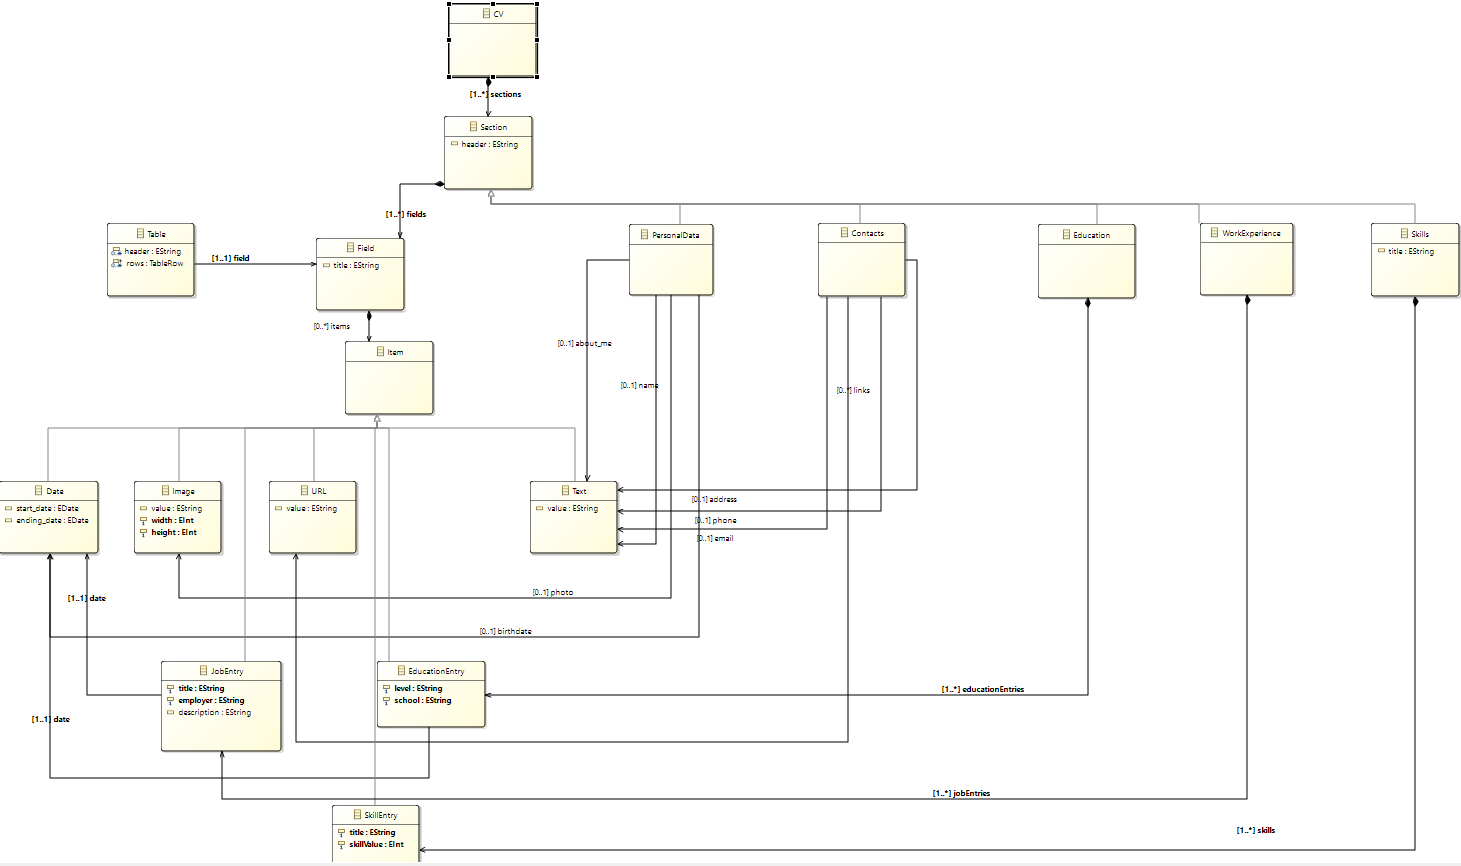 CV
[1..*] sections
Section
header : EString
[1..*] fields
Table
header : EString
rows : TableRow
[1..1] field
Field
title : EString
PersonalData
Contacts
Education
WorkExperience
Skills
title : EString
[0..*] items
Item
[0..1] about_me
[0..1] name
[0..*] links
Date
start_date : EDate
ending_date : EDate
Image
value : EString
width : EInt
height : EInt
URL
value : EString
Text
value : EString
[0..1] address
[0..1] phone
[0..1] email
[0..1] photo
[1..1] date
[0..1] birthdate
JobEntry
title : EString
employer : EString
description : EString
EducationEntry
level : EString
school : EString
[1..*] educationEntries
[1..1] date
[1..*] jobEntries
SkillEntry
title : EString
skillValue : EInt
[1..*] skills